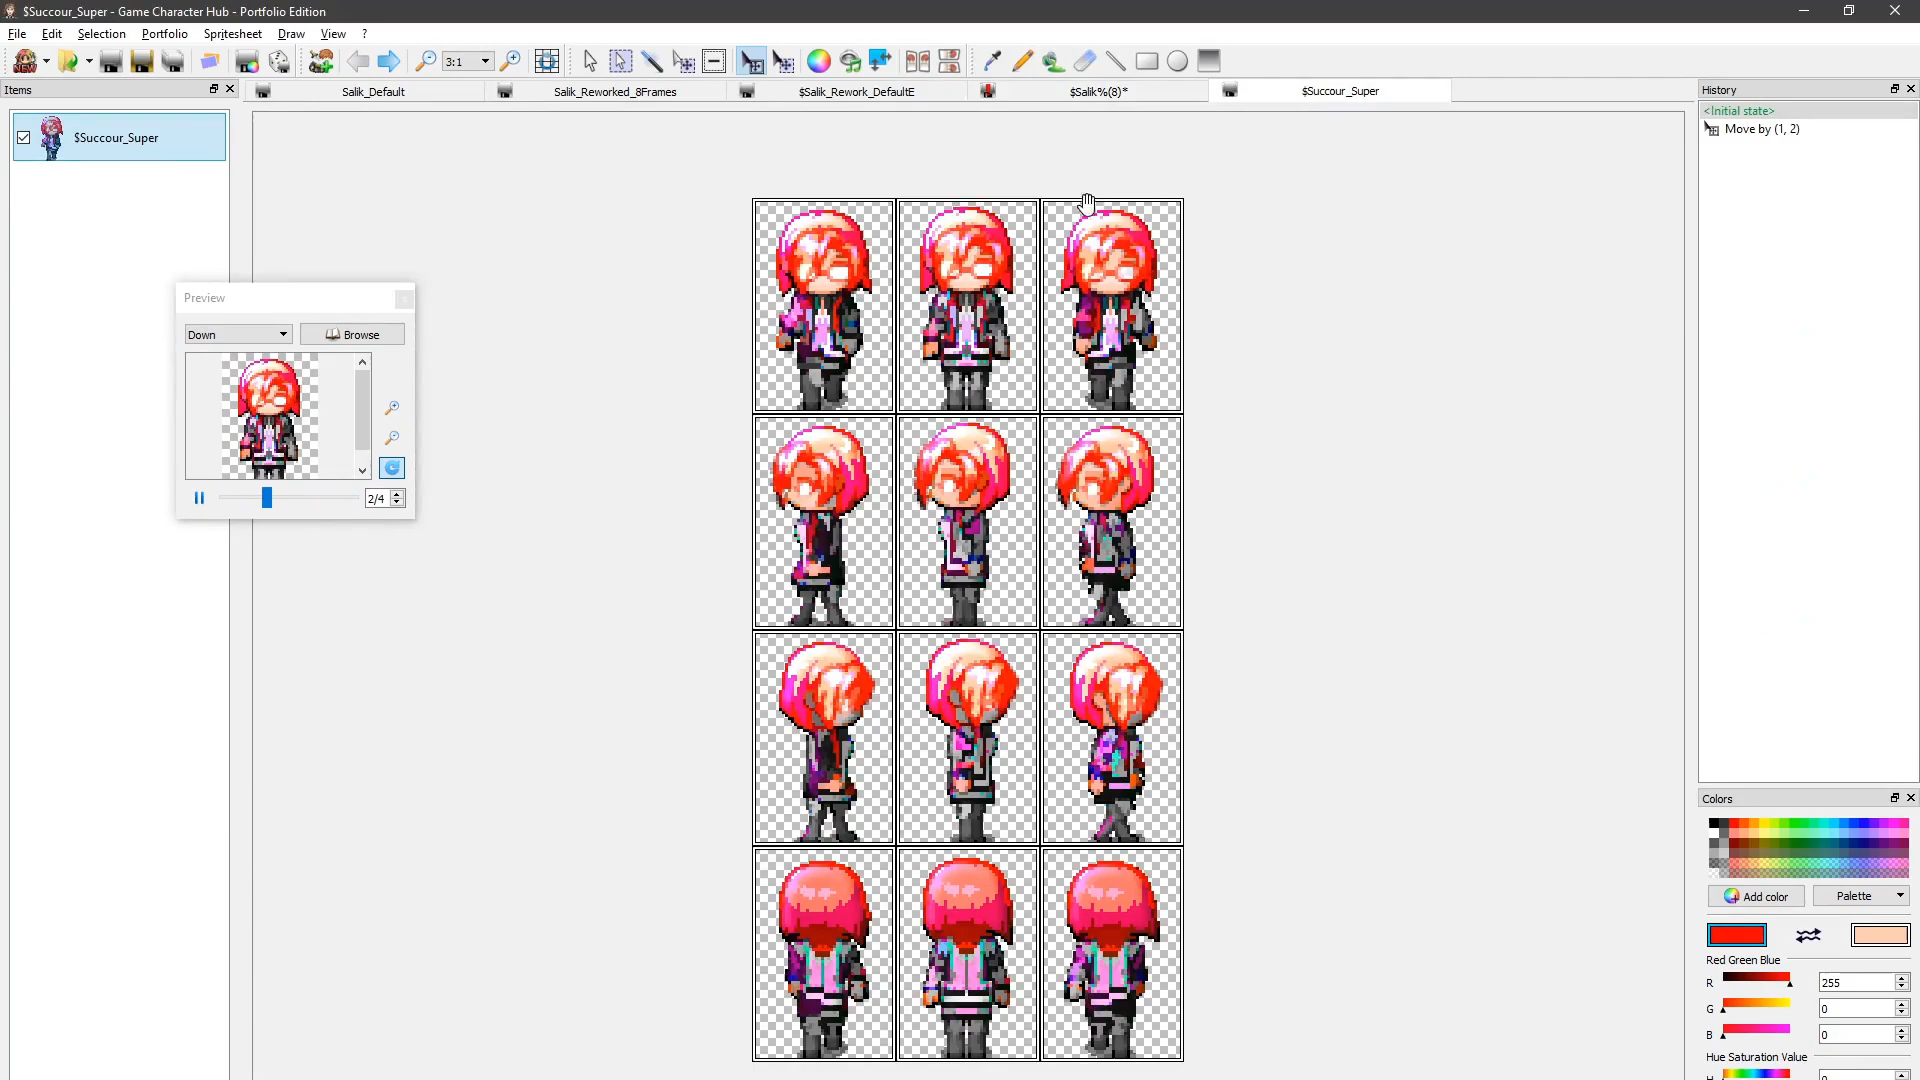 $Succour_Super - Game Character Hub - Portfolio Edition
File Edit Selection Portfolio Spritesheet Draw View ?
NEW 3:1
Items
Salik_Default Salik_Reworked_8Frames $Salik_Rework_DefaultE $Salik%(8)* $Succour_Super
History
<Initial state>
Move by (1, 2)
$Succour_Super
Preview
Down Browse
2/4
Colors
Add color Palette
Red Green Blue
R 255
G 0
B 0
Hue Saturation Value